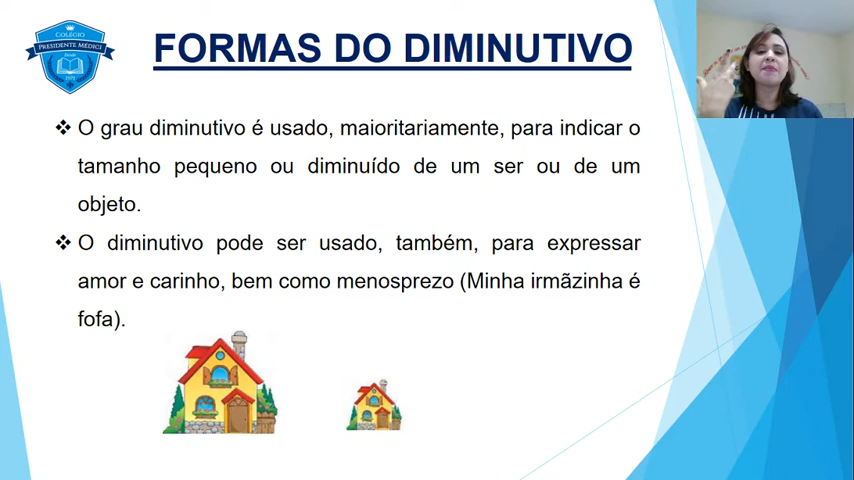 COLÉGIO
PRESIDENTE MÉDICI
1971
FORMAS DO DIMINUTIVO
❖ O grau diminutivo é usado, maioritariamente, para indicar o
tamanho pequeno ou diminuído de um ser ou de um
objeto.
❖ O diminutivo pode ser usado, também, para expressar
amor e carinho, bem como menosprezo (Minha irmãzinha é
fofa).